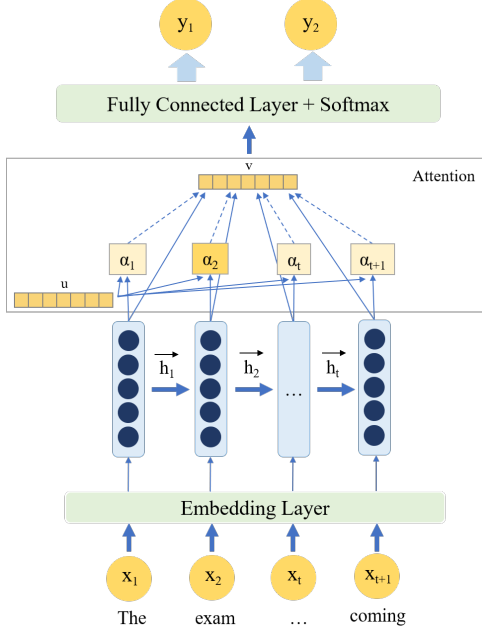 y1 y2
Fully Connected Layer + Softmax
v
Attention
α1 α2 αt αt+1
u
h1 h2 ht
...
Embedding Layer
x1 x2 xt xt+1
The exam ... coming